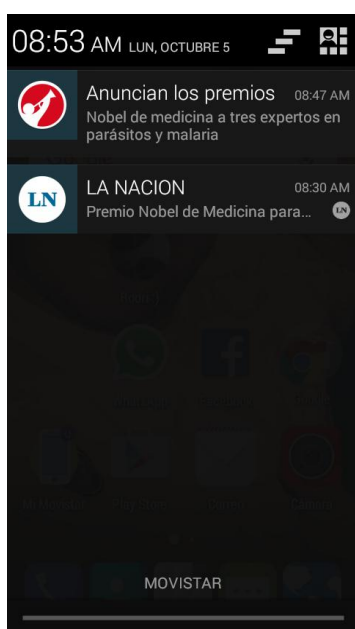 08:53 AM LUN, OCTUBRE 5
Anuncian los premios 08:47 AM
Nobel de medicina a tres expertos en
parásitos y malaria
LN
LA NACION 08:30 AM
Premio Nobel de Medicina para... LN
MOVISTAR